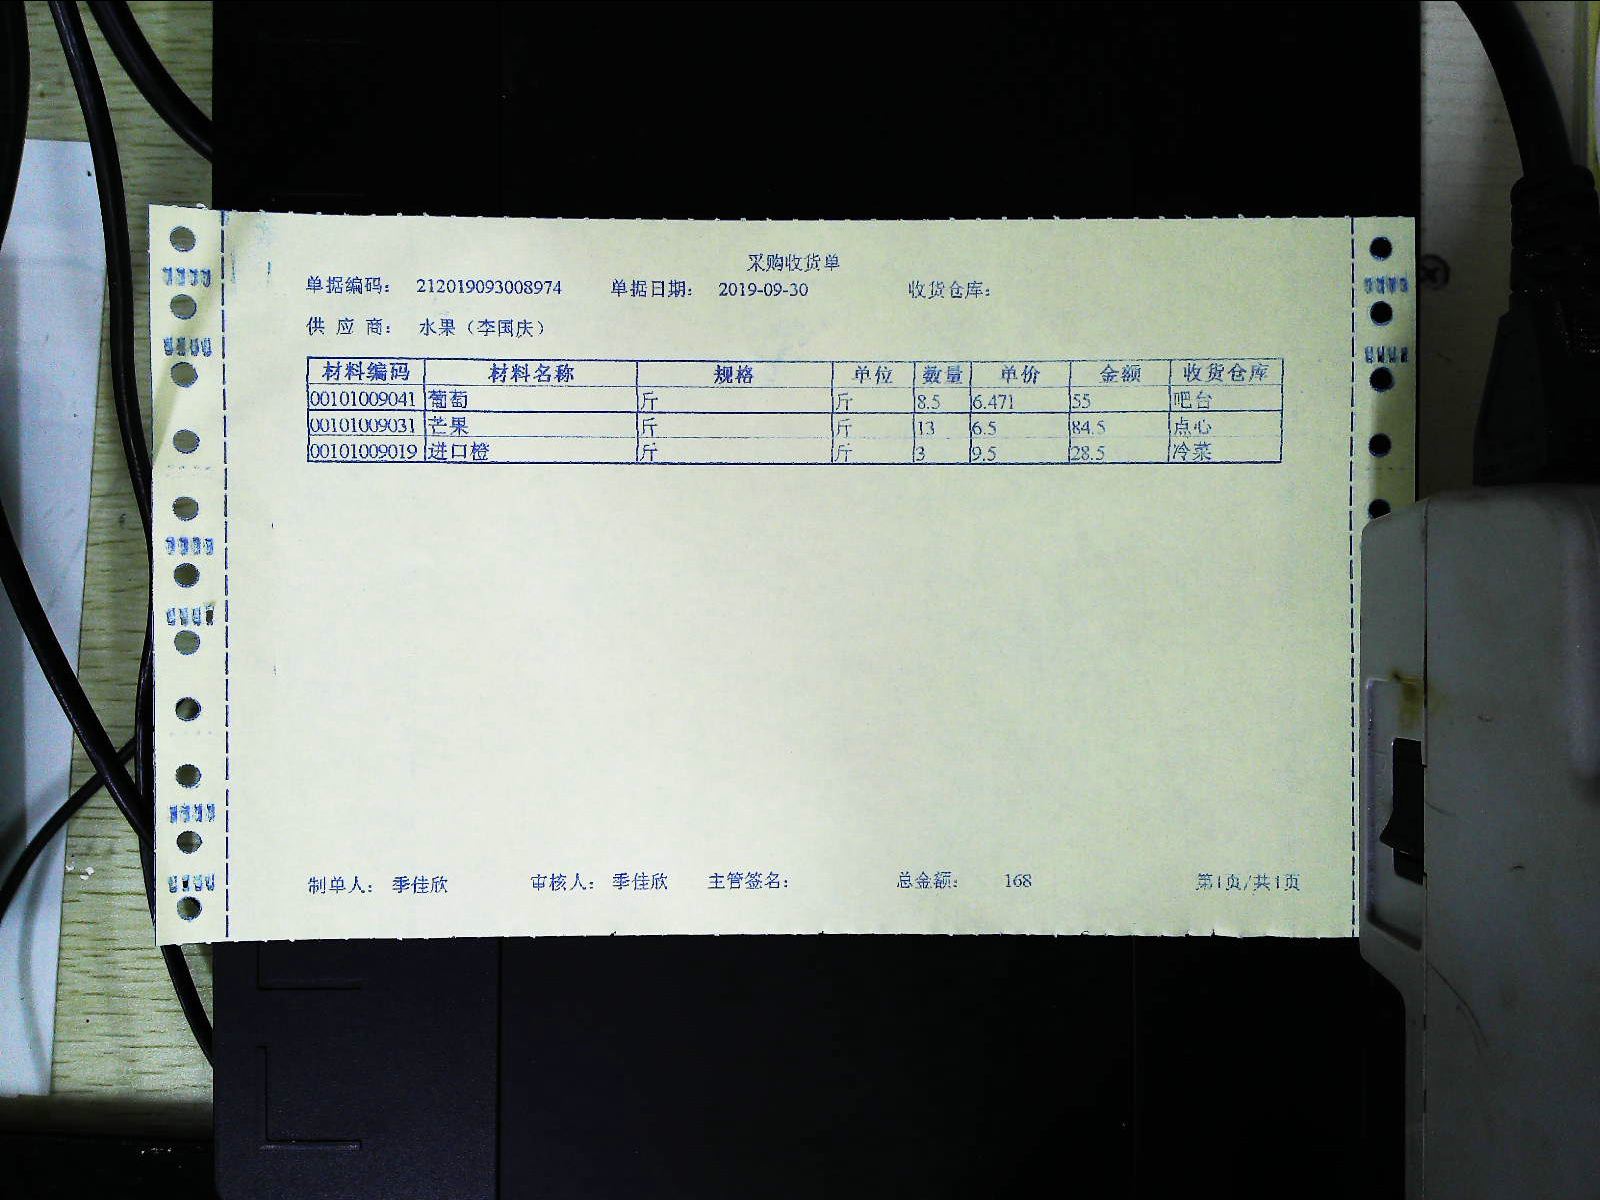 采购收货单
单据编码： 212019093008974 单据日期： 2019-09-30 收货仓库：
供 应 商： 水果（李国庆）
材料编码 材料名称 规格 单位 数量 单价 金额 收货仓库
00101009041 葡萄 斤 斤 8.5 6.471 55 吧台
00101009031 芒果 斤 斤 13 6.5 84.5 点心
00101009019 进口橙 斤 斤 3 9.5 28.5 冷菜
制单人： 季佳欣 审核人： 季佳欣 主管签名： 总金额： 168 第1页/共1页